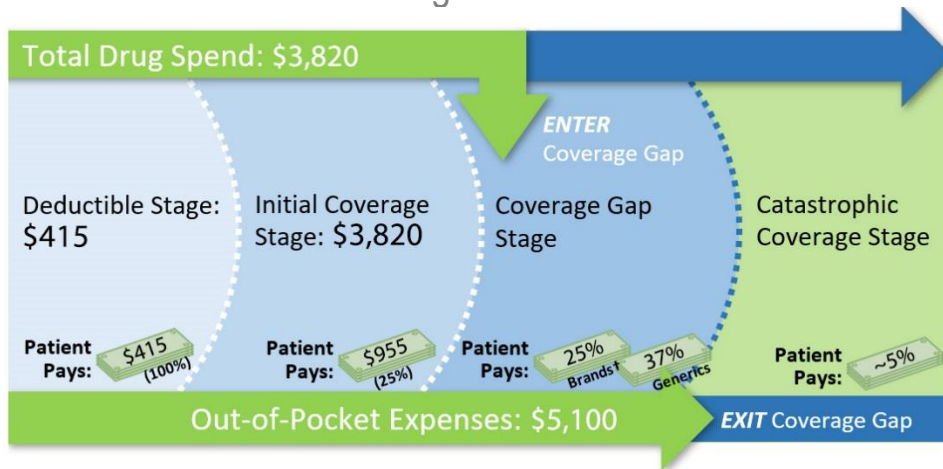 Total Drug Spend: $3,820
ENTER
Coverage Gap
Deductible Stage:
$415
Initial Coverage
Stage: $3,820
Coverage Gap
Stage
Catastrophic
Coverage Stage
Patient
Pays:
$415
(100%)
Patient
Pays:
$955
(25%)
Patient
Pays:
25%
Brands†
37%
Generics
Patient
Pays:
~5%
Out-of-Pocket Expenses: $5,100
EXIT Coverage Gap